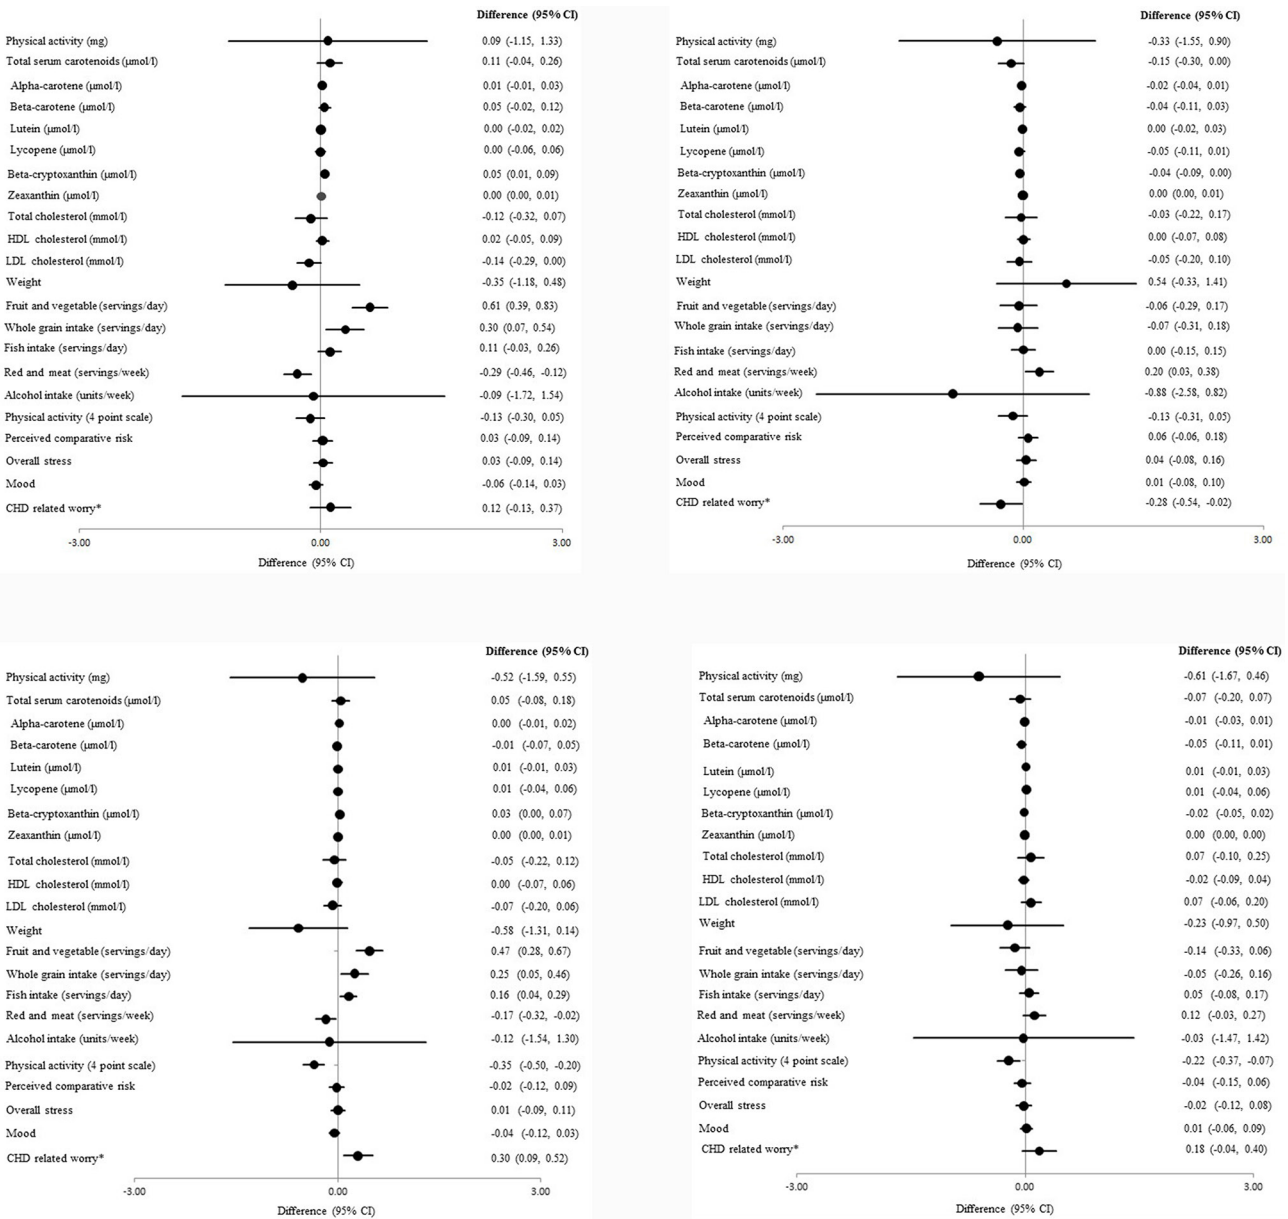 Difference (95% CI)
Physical activity (mg) 0.09 (-1.15, 1.33)
Total serum carotenoids (μmol/l) 0.11 (-0.04, 0.26)
Alpha-carotene (μmol/l) 0.01 (-0.01, 0.03)
Beta-carotene (μmol/l) 0.05 (-0.02, 0.12)
Lutein (μmol/l) 0.00 (-0.02, 0.02)
Lycopene (μmol/l) 0.00 (-0.06, 0.06)
Beta-cryptoxanthin (μmol/l) 0.05 (0.01, 0.09)
Zeaxanthin (μmol/l) 0.00 (0.00, 0.01)
Total cholesterol (mmol/l) -0.12 (-0.32, 0.07)
HDL cholesterol (mmol/l) 0.02 (-0.05, 0.09)
LDL cholesterol (mmol/l) -0.14 (-0.29, 0.00)
Weight -0.35 (-1.18, 0.48)
Fruit and vegetable (servings/day) 0.61 (0.39, 0.83)
Whole grain intake (servings/day) 0.30 (0.07, 0.54)
Fish intake (servings/day) 0.11 (-0.03, 0.26)
Red and meat (servings/week) -0.29 (-0.46, -0.12)
Alcohol intake (units/week) -0.09 (-1.72, 1.54)
Physical activity (4 point scale) -0.13 (-0.30, 0.05)
Perceived comparative risk 0.03 (-0.09, 0.14)
Overall stress 0.03 (-0.09, 0.14)
Mood -0.06 (-0.14, 0.03)
CHD related worry* 0.12 (-0.13, 0.37)
-3.00 0.00 3.00
Difference (95% CI)
Difference (95% CI)
Physical activity (mg) -0.33 (-1.55, 0.90)
Total serum carotenoids (μmol/l) -0.15 (-0.30, 0.00)
Alpha-carotene (μmol/l) -0.02 (-0.04, 0.01)
Beta-carotene (μmol/l) -0.04 (-0.11, 0.03)
Lutein (μmol/l) 0.00 (-0.02, 0.03)
Lycopene (μmol/l) -0.05 (-0.11, 0.01)
Beta-cryptoxanthin (μmol/l) -0.04 (-0.09, 0.00)
Zeaxanthin (μmol/l) 0.00 (0.00, 0.01)
Total cholesterol (mmol/l) -0.03 (-0.22, 0.17)
HDL cholesterol (mmol/l) 0.00 (-0.07, 0.08)
LDL cholesterol (mmol/l) -0.05 (-0.20, 0.10)
Weight 0.54 (-0.33, 1.41)
Fruit and vegetable (servings/day) -0.06 (-0.29, 0.17)
Whole grain intake (servings/day) -0.07 (-0.31, 0.18)
Fish intake (servings/day) 0.00 (-0.15, 0.15)
Red and meat (servings/week) 0.20 (0.03, 0.38)
Alcohol intake (units/week) -0.88 (-2.58, 0.82)
Physical activity (4 point scale) -0.13 (-0.31, 0.05)
Perceived comparative risk 0.06 (-0.06, 0.18)
Overall stress 0.04 (-0.08, 0.16)
Mood 0.01 (-0.08, 0.10)
CHD related worry* -0.28 (-0.54, -0.02)
-3.00 0.00 3.00
Difference (95% CI)
Difference (95% CI)
Physical activity (mg) -0.52 (-1.59, 0.55)
Total serum carotenoids (μmol/l) 0.05 (-0.08, 0.18)
Alpha-carotene (μmol/l) 0.00 (-0.01, 0.02)
Beta-carotene (μmol/l) -0.01 (-0.07, 0.05)
Lutein (μmol/l) 0.01 (-0.01, 0.03)
Lycopene (μmol/l) 0.01 (-0.04, 0.06)
Beta-cryptoxanthin (μmol/l) 0.03 (0.00, 0.07)
Zeaxanthin (μmol/l) 0.00 (0.00, 0.01)
Total cholesterol (mmol/l) -0.05 (-0.22, 0.12)
HDL cholesterol (mmol/l) 0.00 (-0.07, 0.06)
LDL cholesterol (mmol/l) -0.07 (-0.20, 0.06)
Weight -0.58 (-1.31, 0.14)
Fruit and vegetable (servings/day) 0.47 (0.28, 0.67)
Whole grain intake (servings/day) 0.25 (0.05, 0.46)
Fish intake (servings/day) 0.16 (0.04, 0.29)
Red and meat (servings/week) -0.17 (-0.32, -0.02)
Alcohol intake (units/week) -0.12 (-1.54, 1.30)
Physical activity (4 point scale) -0.35 (-0.50, -0.20)
Perceived comparative risk -0.02 (-0.12, 0.09)
Overall stress 0.01 (-0.09, 0.11)
Mood -0.04 (-0.12, 0.03)
CHD related worry* 0.30 (0.09, 0.52)
-3.00 0.00 3.00
Difference (95% CI)
Difference (95% CI)
Physical activity (mg) -0.61 (-1.67, 0.46)
Total serum carotenoids (μmol/l) -0.07 (-0.20, 0.07)
Alpha-carotene (μmol/l) -0.01 (-0.03, 0.01)
Beta-carotene (μmol/l) -0.05 (-0.11, 0.01)
Lutein (μmol/l) 0.01 (-0.01, 0.03)
Lycopene (μmol/l) 0.01 (-0.04, 0.06)
Beta-cryptoxanthin (μmol/l) -0.02 (-0.05, 0.02)
Zeaxanthin (μmol/l) 0.00 (0.00, 0.00)
Total cholesterol (mmol/l) 0.07 (-0.10, 0.25)
HDL cholesterol (mmol/l) -0.02 (-0.09, 0.04)
LDL cholesterol (mmol/l) 0.07 (-0.06, 0.20)
Weight -0.23 (-0.97, 0.50)
Fruit and vegetable (servings/day) -0.14 (-0.33, 0.06)
Whole grain intake (servings/day) -0.05 (-0.26, 0.16)
Fish intake (servings/day) 0.05 (-0.08, 0.17)
Red and meat (servings/week) 0.12 (-0.03, 0.27)
Alcohol intake (units/week) -0.03 (-1.47, 1.42)
Physical activity (4 point scale) -0.22 (-0.37, -0.07)
Perceived comparative risk -0.04 (-0.15, 0.06)
Overall stress -0.02 (-0.12, 0.08)
Mood 0.01 (-0.06, 0.09)
CHD related worry* 0.18 (-0.04, 0.40)
-3.00 0.00 3.00
Difference (95% CI)